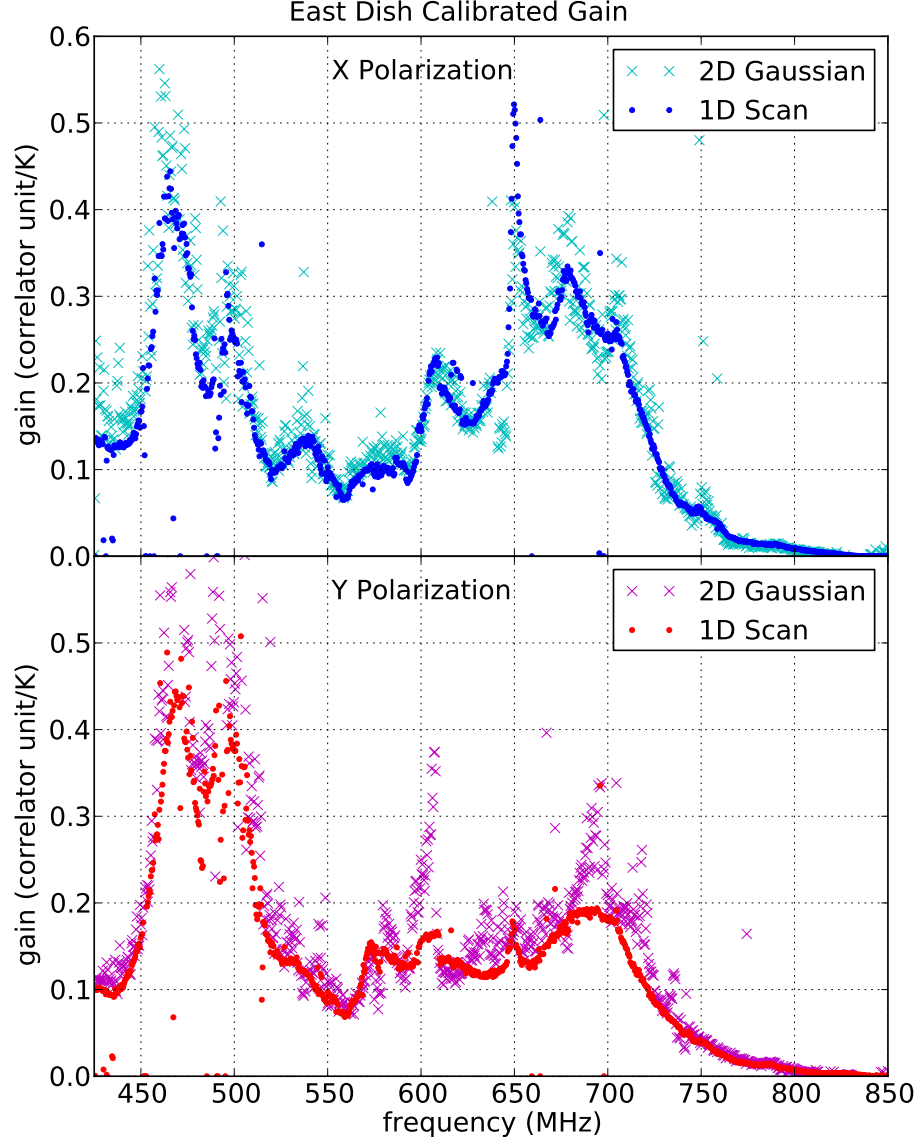 East Dish Calibrated Gain
0.6
X Polarization
2D Gaussian
1D Scan
0.5
0.4
0.3
0.2
0.1
0.0
gain (correlator unit/K)
Y Polarization
2D Gaussian
1D Scan
0.5
0.4
0.3
0.2
0.1
0.0
gain (correlator unit/K)
450 500 550 600 650 700 750 800 850
frequency (MHz)